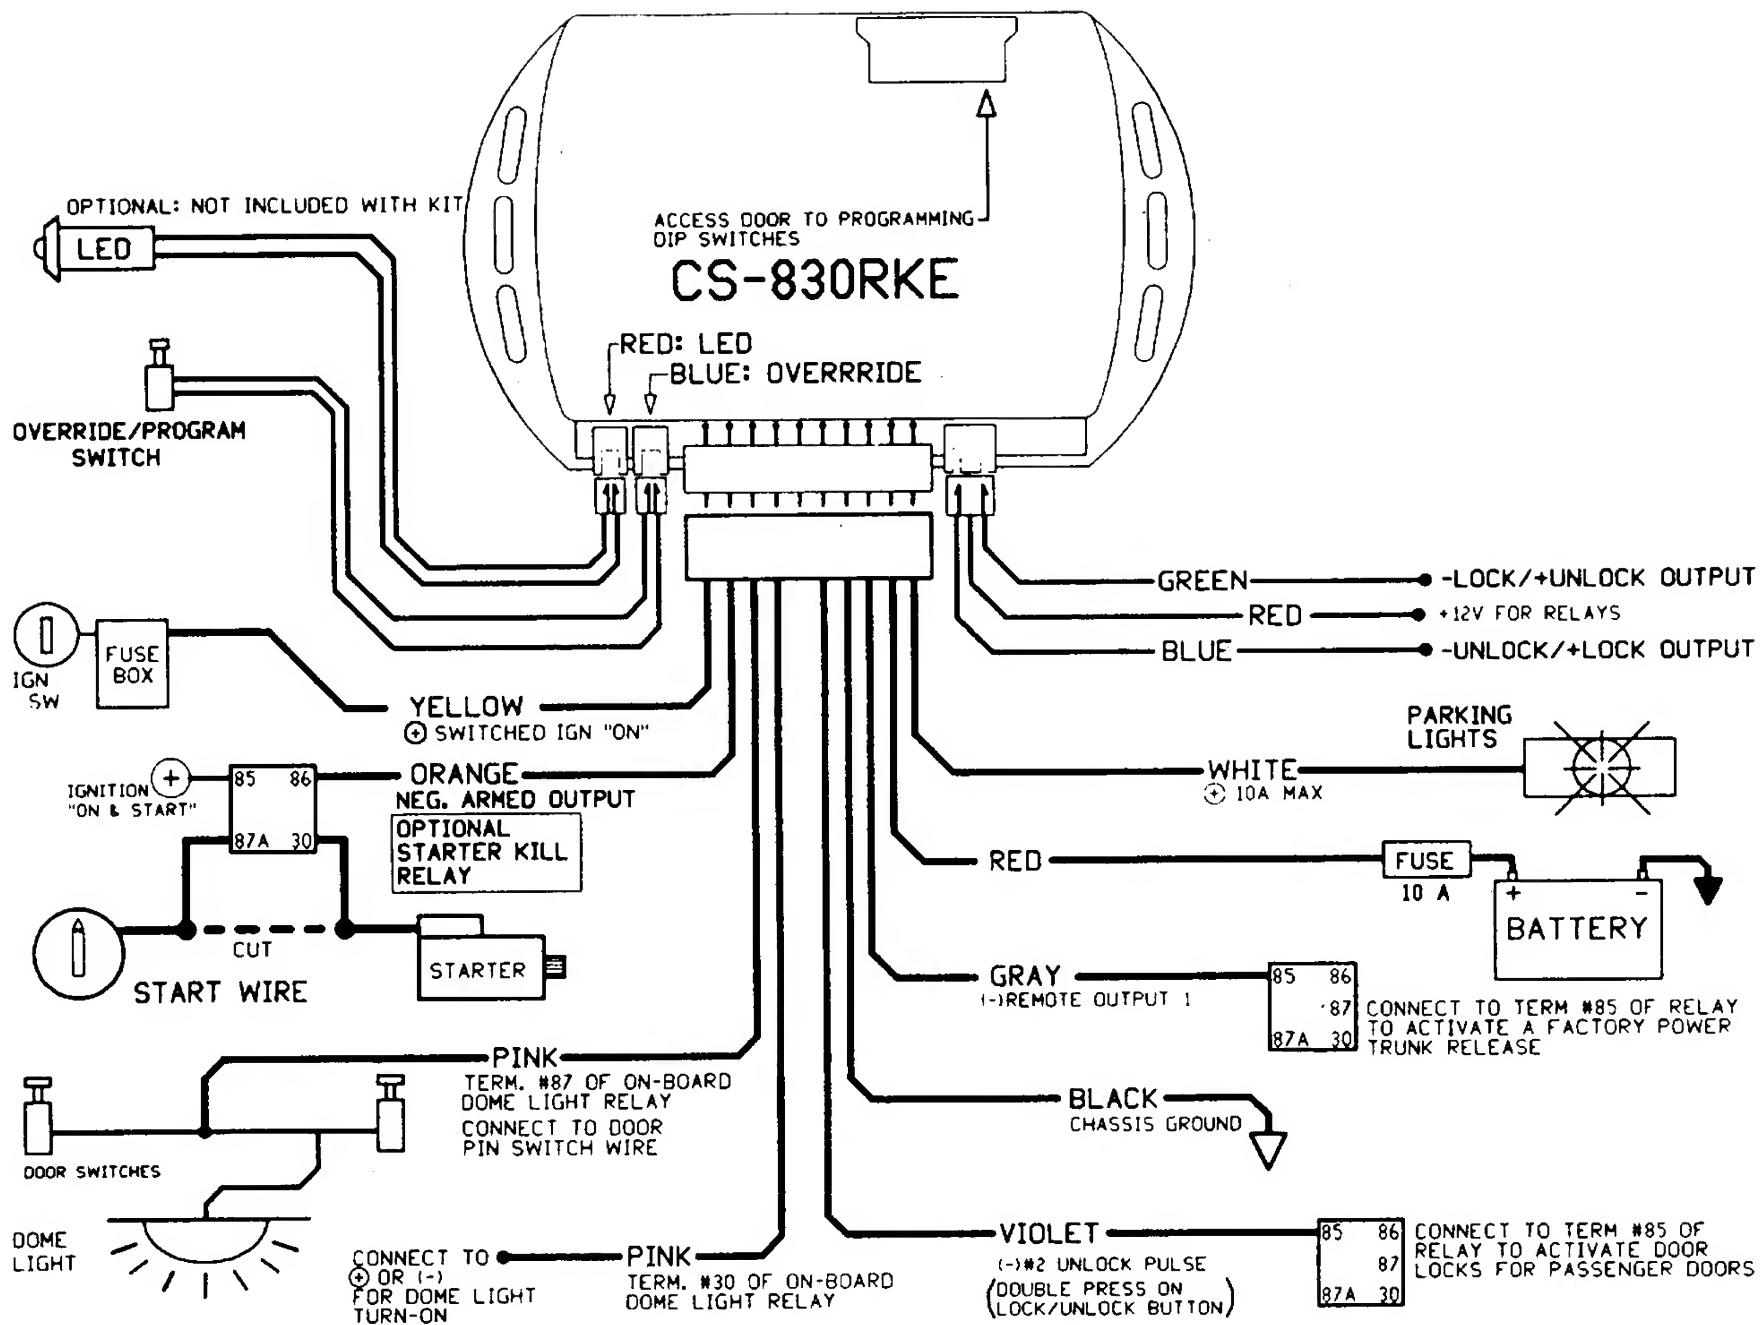 OPTIONAL: NOT INCLUDED WITH KIT
LED
ACCESS DOOR TO PROGRAMMING
DIP SWITCHES
CS-830RKE
RED: LED
BLUE: OVERRRIDE
OVERRIDE/PROGRAM
SWITCH
GREEN
-LOCK/+UNLOCK OUTPUT
RED
+12V FOR RELAYS
BLUE
-UNLOCK/+LOCK OUTPUT
IGN
SW
FUSE
BOX
YELLOW
+ SWITCHED IGN "ON"
PARKING
LIGHTS
WHITE
+ 10A MAX
IGNITION
"ON & START"
+
85 86
87A 30
ORANGE
NEG. ARMED OUTPUT
OPTIONAL
STARTER KILL
RELAY
RED
FUSE
10 A
+ -
BATTERY
CUT
START WIRE
STARTER
GRAY
(-)REMOTE OUTPUT 1
85 86
87
87A 30
CONNECT TO TERM #85 OF RELAY
TO ACTIVATE A FACTORY POWER
TRUNK RELEASE
PINK
TERM. #87 OF ON-BOARD
DOME LIGHT RELAY
CONNECT TO DOOR
PIN SWITCH WIRE
DOOR SWITCHES
BLACK
CHASSIS GROUND
DOME
LIGHT
CONNECT TO
+ OR (-)
FOR DOME LIGHT
TURN-ON
PINK
TERM. #30 OF ON-BOARD
DOME LIGHT RELAY
VIOLET
(-)#2 UNLOCK PULSE
(DOUBLE PRESS ON
LOCK/UNLOCK BUTTON)
85 86
87
87A 30
CONNECT TO TERM #85 OF
RELAY TO ACTIVATE DOOR
LOCKS FOR PASSENGER DOORS